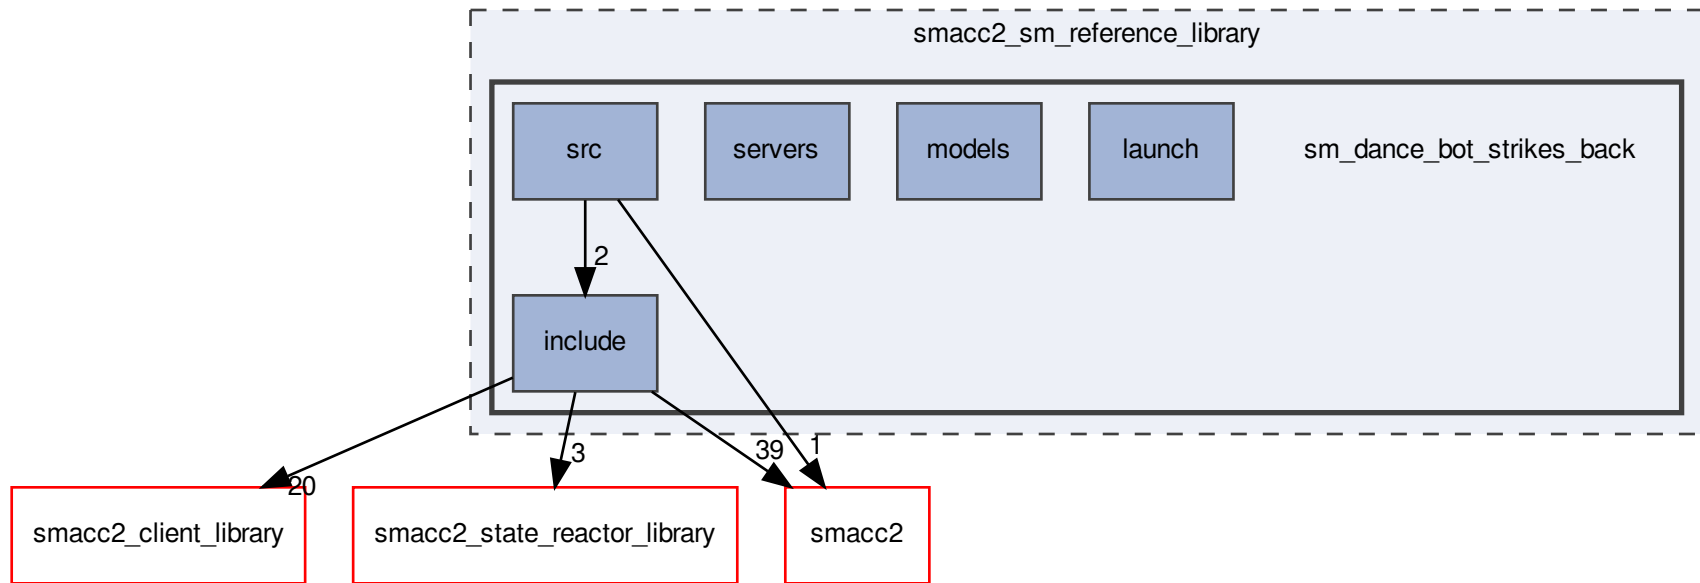 smacc2_sm_reference_library
src
servers
models
launch
sm_dance_bot_strikes_back
2
include
39
1
3
20
smacc2_client_library
smacc2_state_reactor_library
smacc2